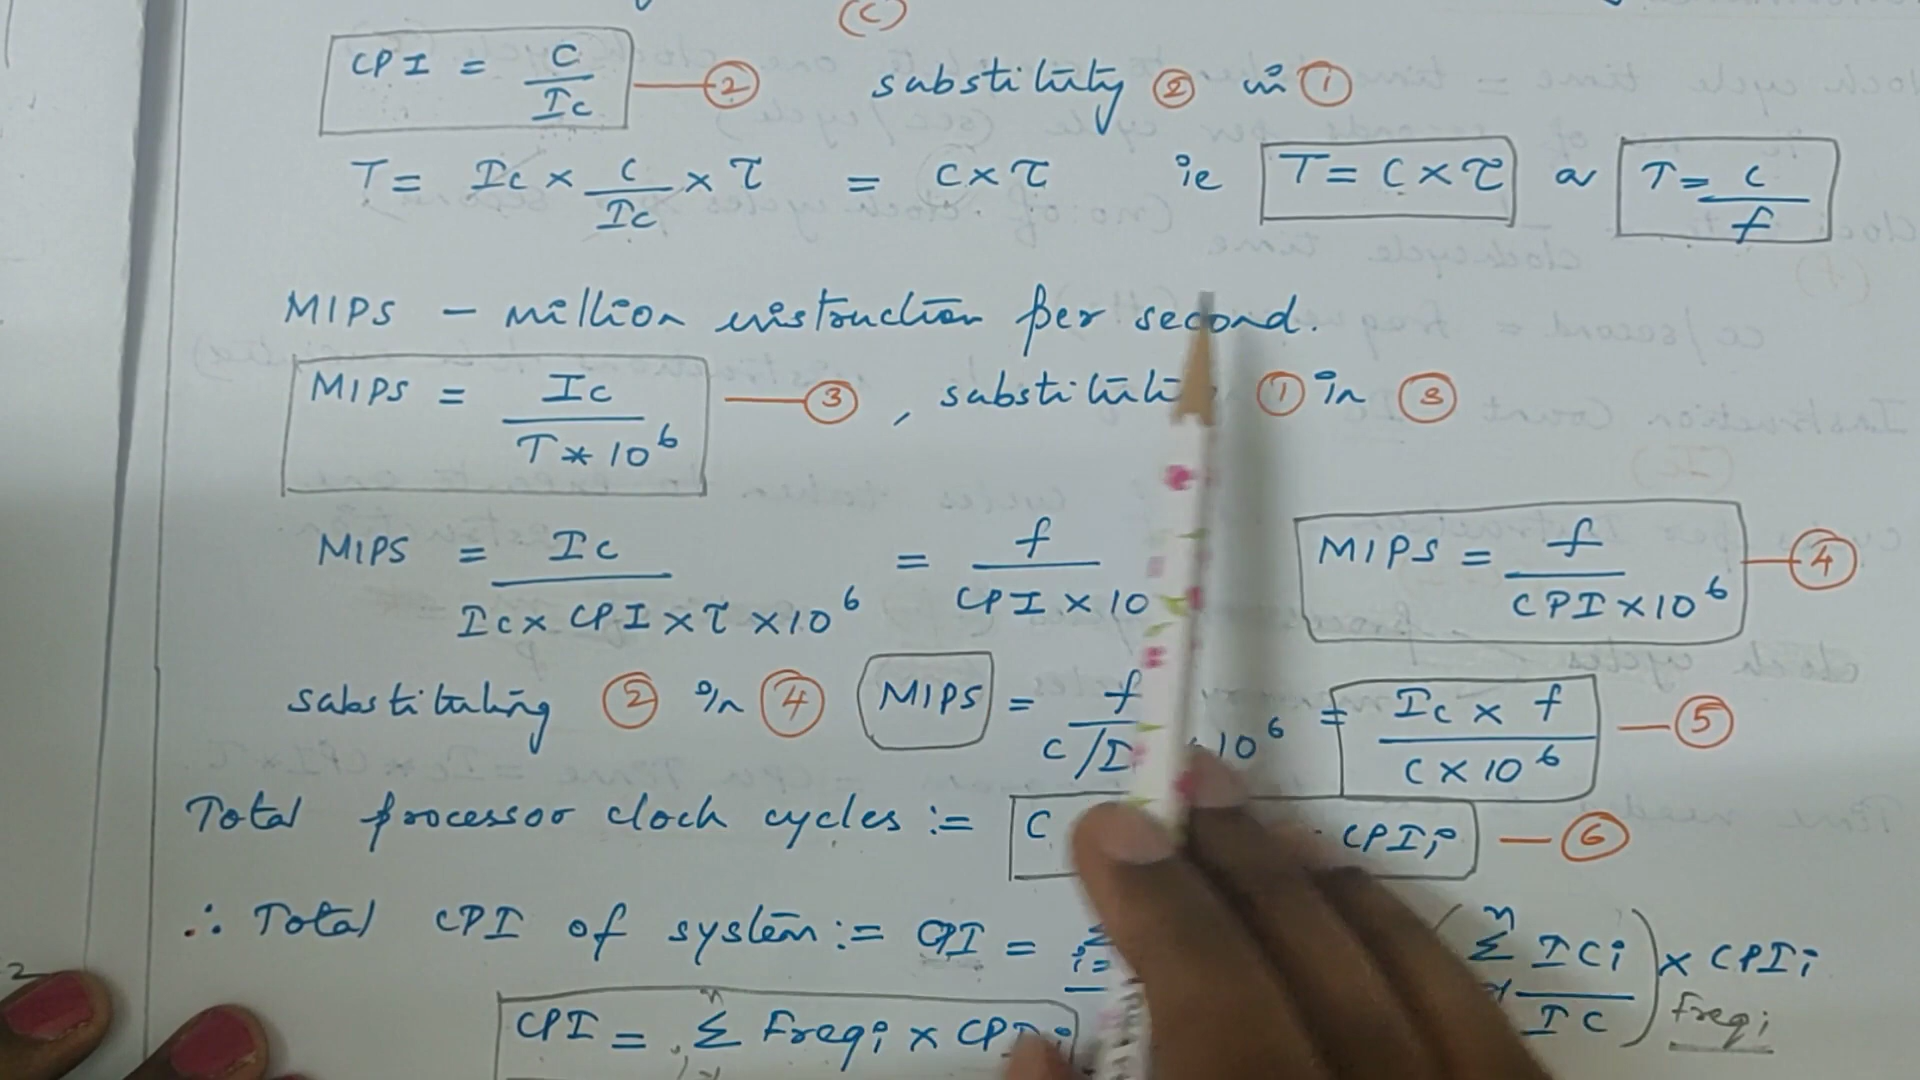 (C)
CPI = C/Ic — ② substituting ② in ①
T = Ic × C/Ic × τ = C × τ ie T = C × τ or T = C/f
MIPS – million instruction per second.
MIPS = Ic / T * 10^6 — ③ , substituting ① in ③
MIPS = Ic / Ic × CPI × τ × 10^6 = f / CPI × 10 MIPS = f / CPI × 10^6 — ④
substituting ② in ④ MIPS = f / C/I × 10^6 = Ic × f / C × 10^6 — ⑤
Total processor clock cycles := C CPIi — ⑥
∴ Total CPI of system := CPI = Σ i= (Σ n ICi / IC) × CPIi
Freqi
CPI = Σ n Freqi × CPIi
2